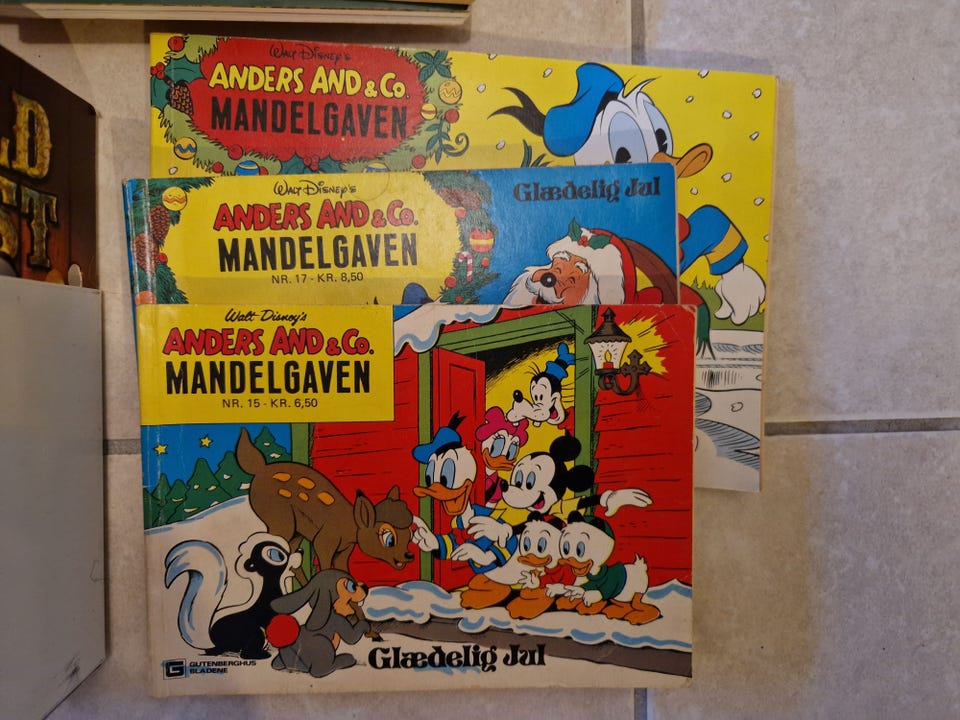 Walt Disney's
ANDERS AND & Co.
MANDELGAVEN
Walt Disney's
ANDERS AND & Co.
MANDELGAVEN
NR. 17 - KR. 8,50
Glædelig Jul
Walt Disney's
ANDERS AND & Co.
MANDELGAVEN
NR. 15 - KR. 6,50
G GUTENBERGHUS
BLADENE
Glædelig Jul